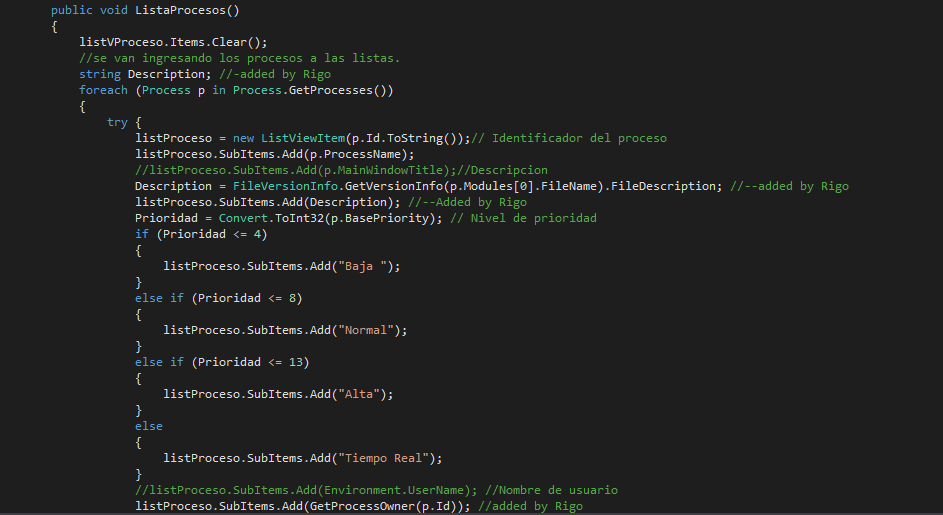 public void ListaProcesos()
{
listVProceso.Items.Clear();
//se van ingresando los procesos a las listas.
string Description; //-added by Rigo
foreach (Process p in Process.GetProcesses())
{
try {
listProceso = new ListViewItem(p.Id.ToString());// Identificador del proceso
listProceso.SubItems.Add(p.ProcessName);
//listProceso.SubItems.Add(p.MainWindowTitle);//Descripcion
Description = FileVersionInfo.GetVersionInfo(p.Modules[0].FileName).FileDescription; //--added by Rigo
listProceso.SubItems.Add(Description); //--Added by Rigo
Prioridad = Convert.ToInt32(p.BasePriority); // Nivel de prioridad
if (Prioridad <= 4)
{
listProceso.SubItems.Add("Baja ");
}
else if (Prioridad <= 8)
{
listProceso.SubItems.Add("Normal");
}
else if (Prioridad <= 13)
{
listProceso.SubItems.Add("Alta");
}
else
{
listProceso.SubItems.Add("Tiempo Real");
}
//listProceso.SubItems.Add(Environment.UserName); //Nombre de usuario
listProceso.SubItems.Add(GetProcessOwner(p.Id)); //added by Rigo